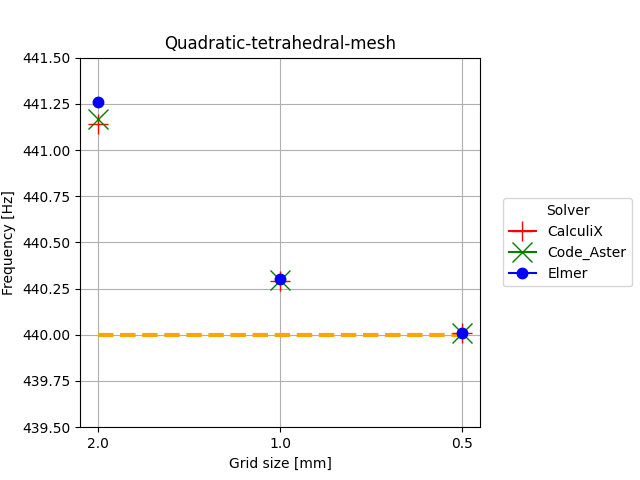 Quadratic-tetrahedral-mesh
441.50
441.25
441.00
440.75
440.50
440.25
440.00
439.75
439.50
Frequency [Hz]
2.0 1.0 0.5
Grid size [mm]
Solver
CalculiX
Code_Aster
Elmer